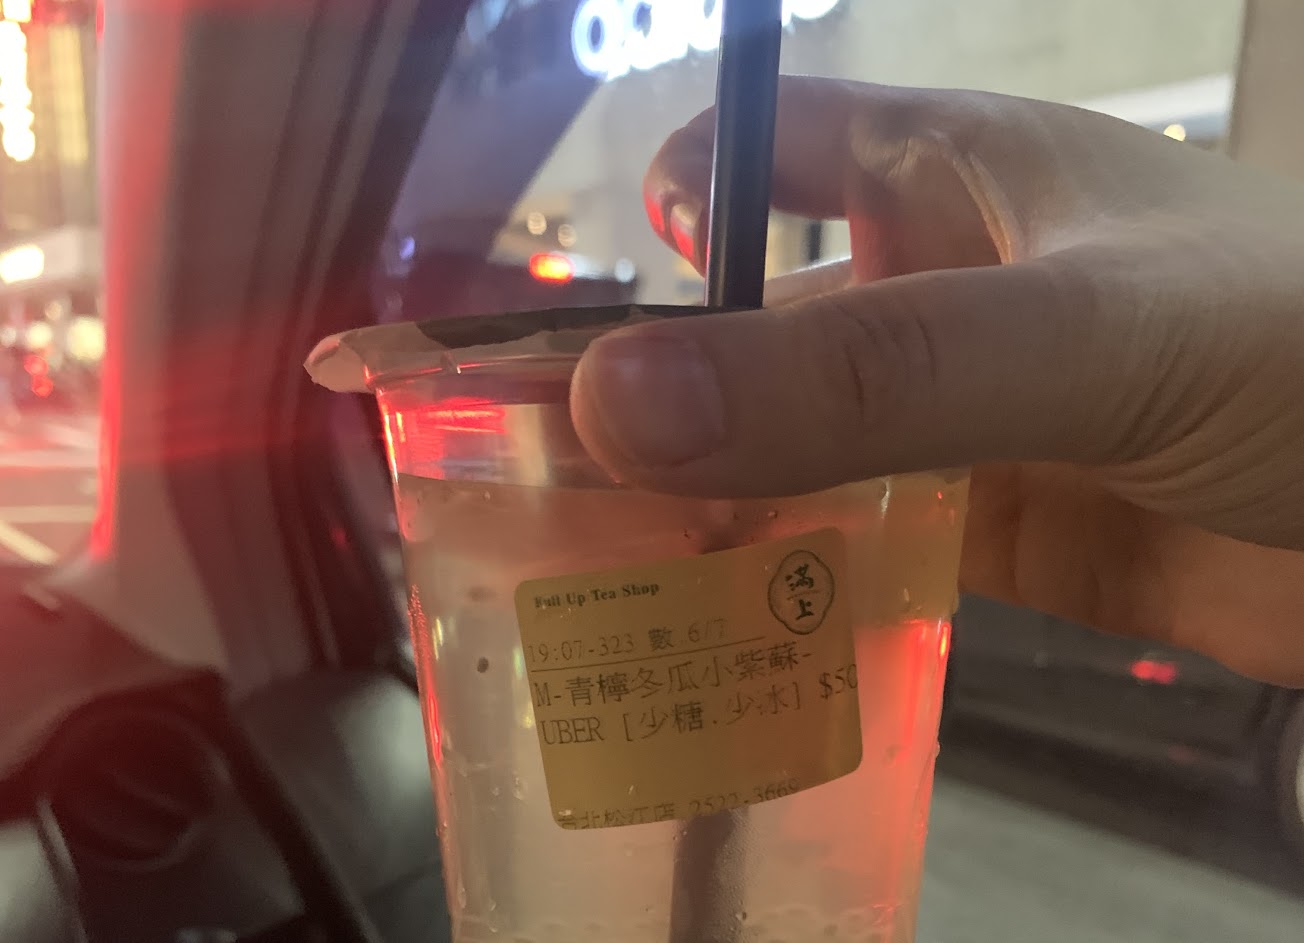 Full Up Tea Shop
滿上
19:07-323 數.6/7
M-青檸冬瓜小紫蘇-
UBER [少糖.少冰] $50
台北松江店 2522-3669